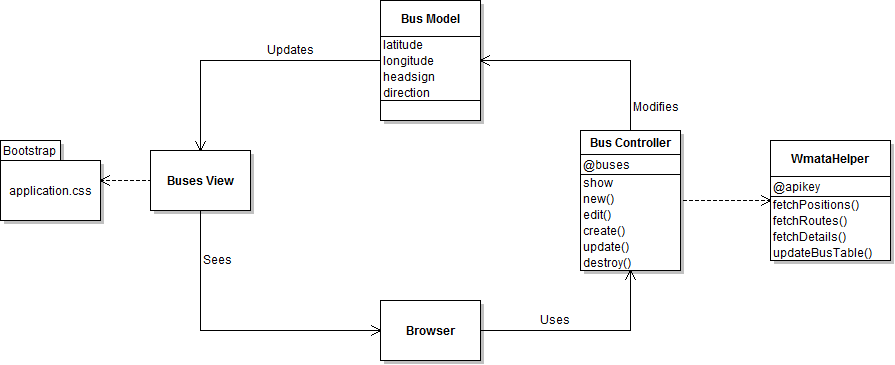 Bus Model
latitude
longitude
headsign
direction
Updates
Modifies
Bootstrap
application.css
Buses View
Bus Controller
@buses
show
new()
edit()
create()
update()
destroy()
WmataHelper
@apikey
fetchPositions()
fetchRoutes()
fetchDetails()
updateBusTable()
Sees
Browser
Uses